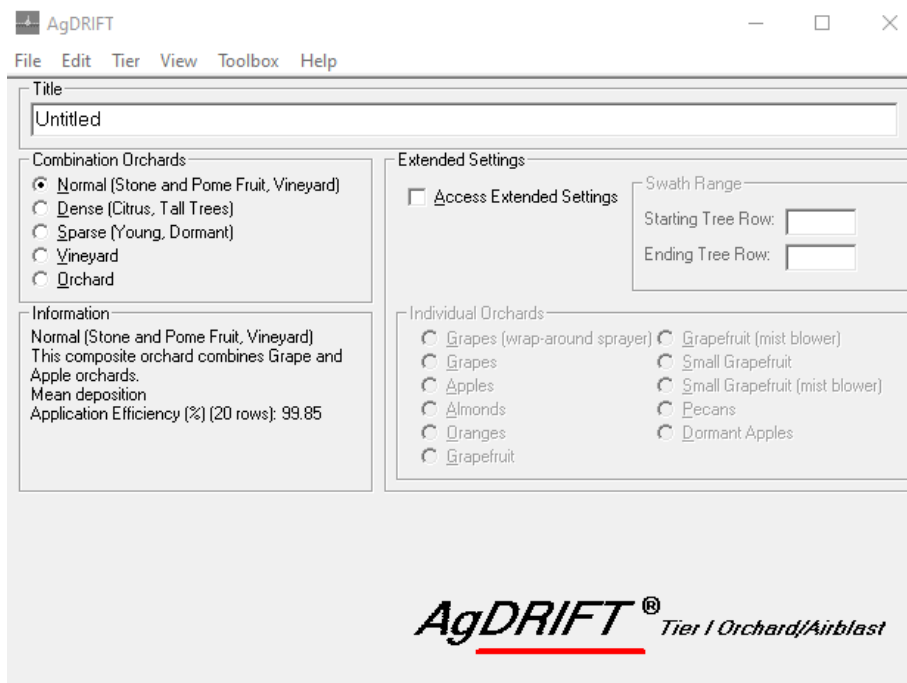 AgDRIFT
File Edit Tier View Toolbox Help
Title
Untitled
Combination Orchards
Normal (Stone and Pome Fruit, Vineyard)
Dense (Citrus, Tall Trees)
Sparse (Young, Dormant)
Vineyard
Orchard
Information
Normal (Stone and Pome Fruit, Vineyard)
This composite orchard combines Grape and
Apple orchards.
Mean deposition
Application Efficiency (%) (20 rows): 99.85
Extended Settings
Access Extended Settings
Swath Range
Starting Tree Row:
Ending Tree Row:
Individual Orchards
Grapes (wrap-around sprayer)
Grapes
Apples
Almonds
Oranges
Grapefruit
Grapefruit (mist blower)
Small Grapefruit
Small Grapefruit (mist blower)
Pecans
Dormant Apples
AgDRIFT® Tier I Orchard/Airblast